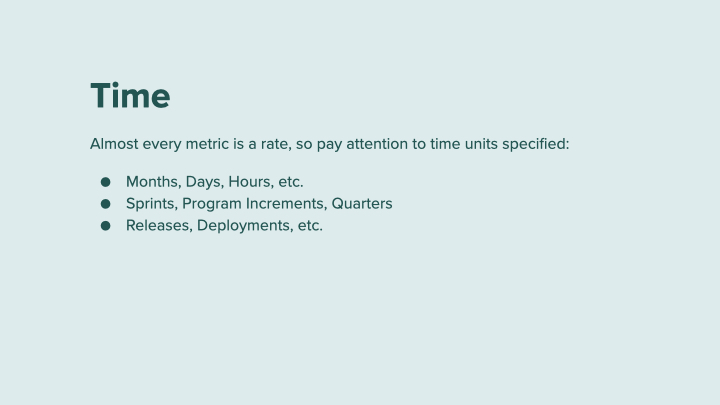 Time
Almost every metric is a rate, so pay attention to time units specified:
● Months, Days, Hours, etc.
● Sprints, Program Increments, Quarters
● Releases, Deployments, etc.